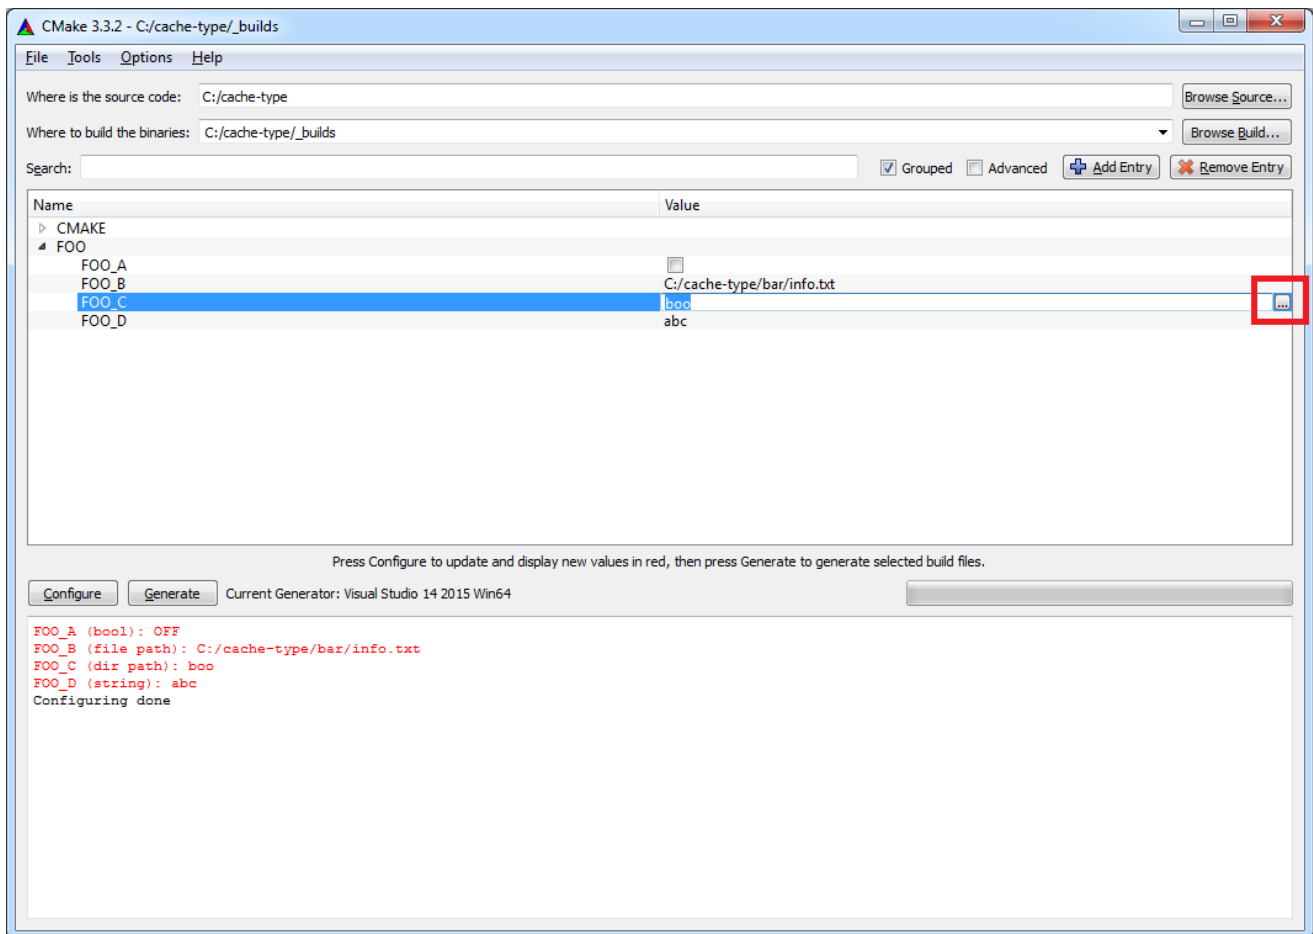 CMake 3.3.2 - C:/cache-type/_builds
File Tools Options Help
Where is the source code: C:/cache-type Browse Source...
Where to build the binaries: C:/cache-type/_builds Browse Build...
Search: Grouped Advanced Add Entry Remove Entry
Name Value
CMAKE
FOO
FOO_A
FOO_B C:/cache-type/bar/info.txt
FOO_C boo ...
FOO_D abc
Press Configure to update and display new values in red, then press Generate to generate selected build files.
Configure Generate Current Generator: Visual Studio 14 2015 Win64
FOO_A (bool): OFF
FOO_B (file path): C:/cache-type/bar/info.txt
FOO_C (dir path): boo
FOO_D (string): abc
Configuring done